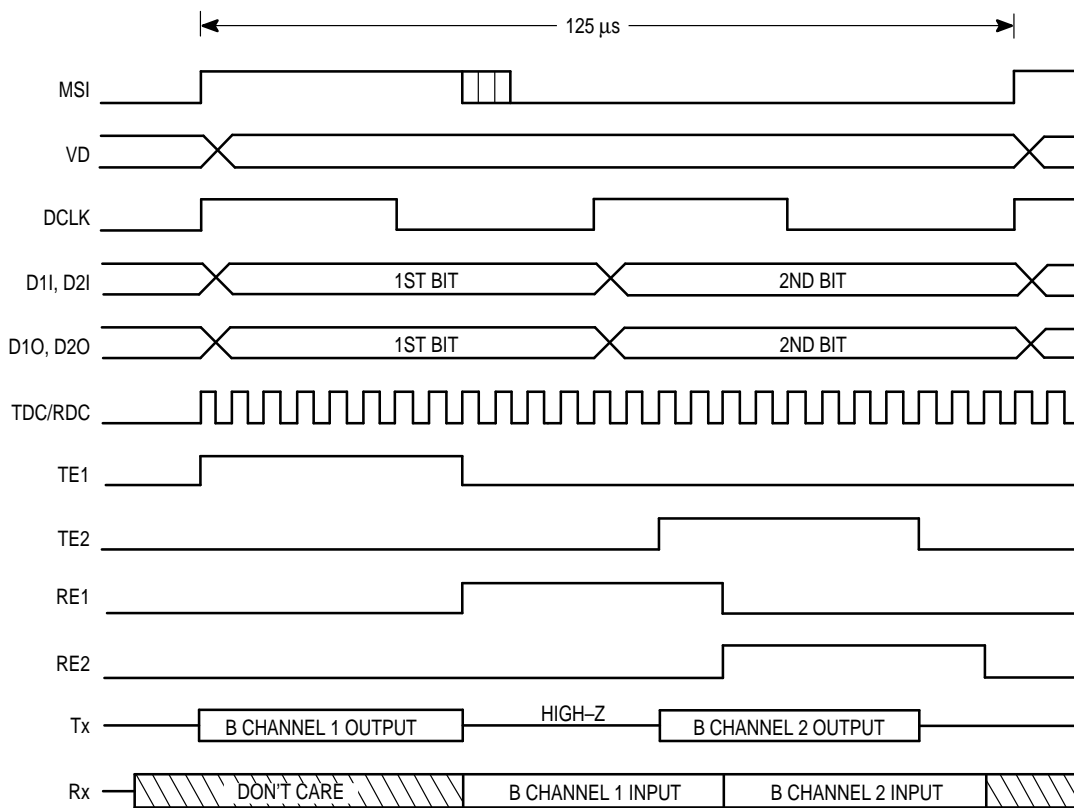 125 µs
MSI
VD
DCLK
D1I, D2I 1ST BIT 2ND BIT
D1O, D2O 1ST BIT 2ND BIT
TDC/RDC
TE1
TE2
RE1
RE2
Tx B CHANNEL 1 OUTPUT HIGH–Z B CHANNEL 2 OUTPUT
Rx DON'T CARE B CHANNEL 1 INPUT B CHANNEL 2 INPUT